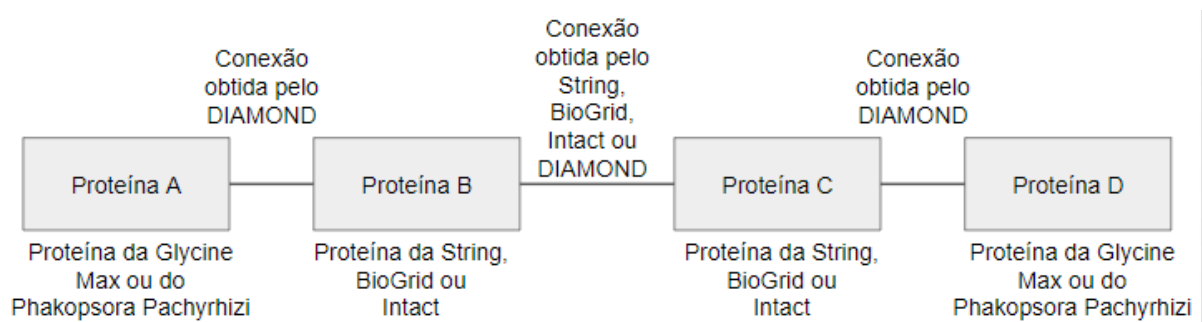 Conexão
obtida pelo
DIAMOND
Conexão
obtida pelo
String,
BioGrid,
Intact ou
DIAMOND
Conexão
obtida pelo
DIAMOND
Proteína A
Proteína B
Proteína C
Proteína D
Proteína da Glycine
Max ou do
Phakopsora Pachyrhizi
Proteína da String,
BioGrid ou
Intact
Proteína da String,
BioGrid ou
Intact
Proteína da Glycine
Max ou do
Phakopsora Pachyrhizi